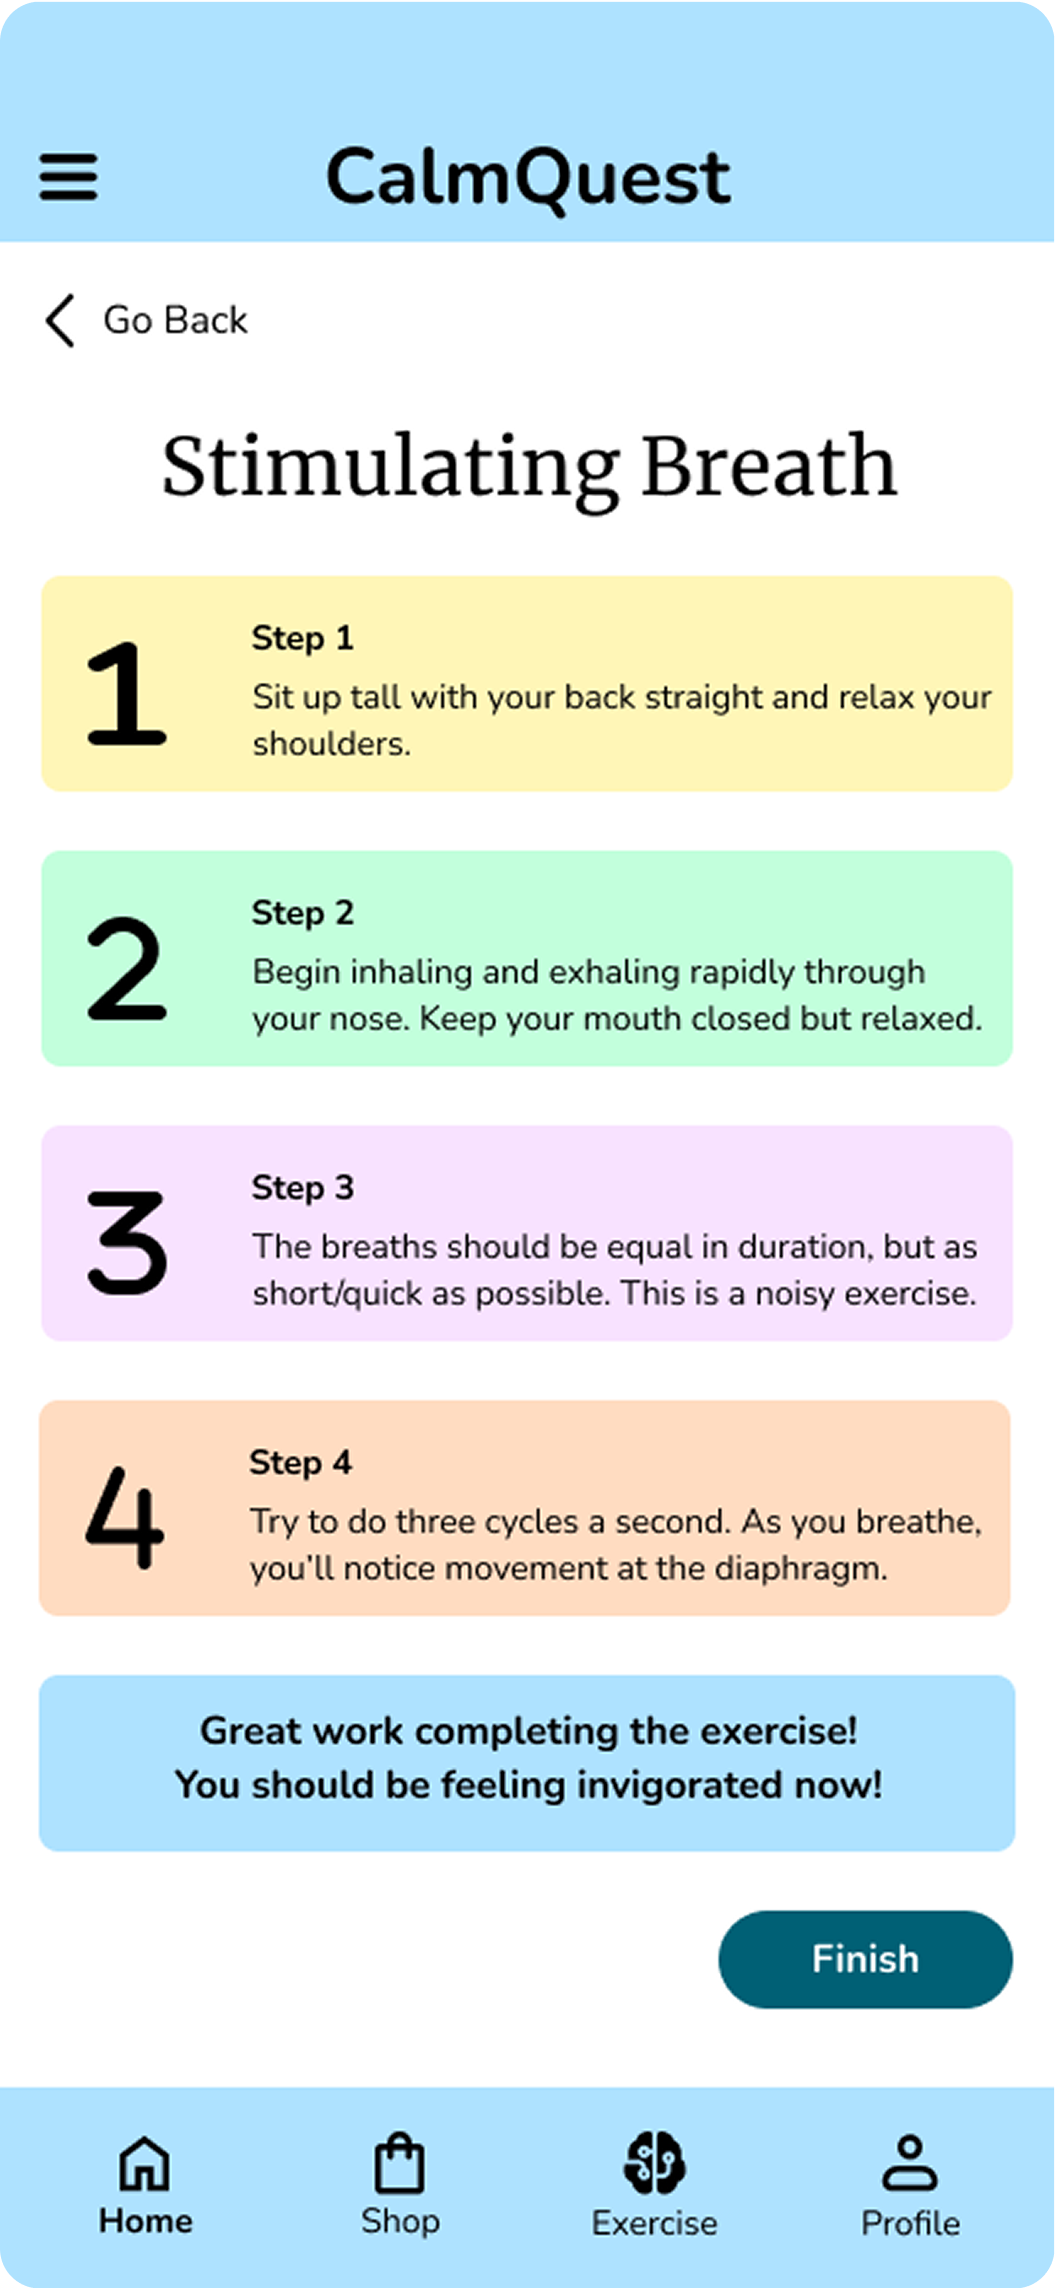 CalmQuest
Go Back
Stimulating Breath
1
Step 1
Sit up tall with your back straight and relax your
shoulders.
2
Step 2
Begin inhaling and exhaling rapidly through
your nose. Keep your mouth closed but relaxed.
3
Step 3
The breaths should be equal in duration, but as
short/quick as possible. This is a noisy exercise.
4
Step 4
Try to do three cycles a second. As you breathe,
you'll notice movement at the diaphragm.
Great work completing the exercise!
You should be feeling invigorated now!
Finish
Home
Shop
Exercise
Profile